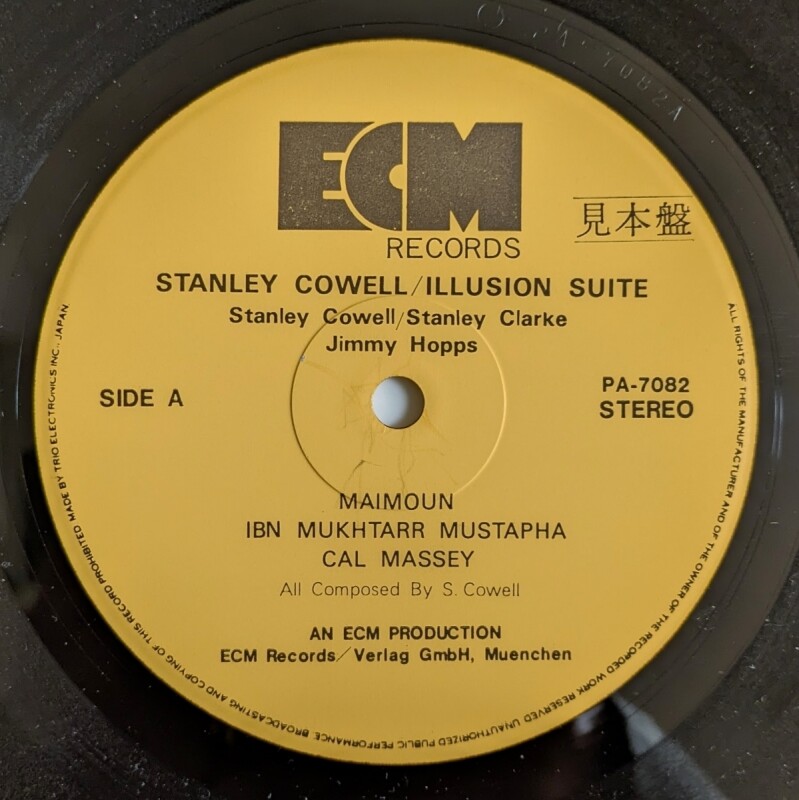 ECM
RECORDS
見本盤
STANLEY COWELL/ILLUSION SUITE
Stanley Cowell/Stanley Clarke
Jimmy Hopps
SIDE A
PA-7082
STEREO
MAIMOUN
IBN MUKHTARR MUSTAPHA
CAL MASSEY
All Composed By S. Cowell
AN ECM PRODUCTION
ECM Records/Verlag GmbH, Muenchen
ALL RIGHTS OF THE MANUFACTURER AND OF THE OWNER OF THE RECORDED WORK RESERVED UNAUTHORIZED PUBLIC PERFORMANCE BROADCASTING AND COPYING OF THIS RECORD PROHIBITED MADE BY TRIO ELECTRONICS INC., JAPAN
7082A